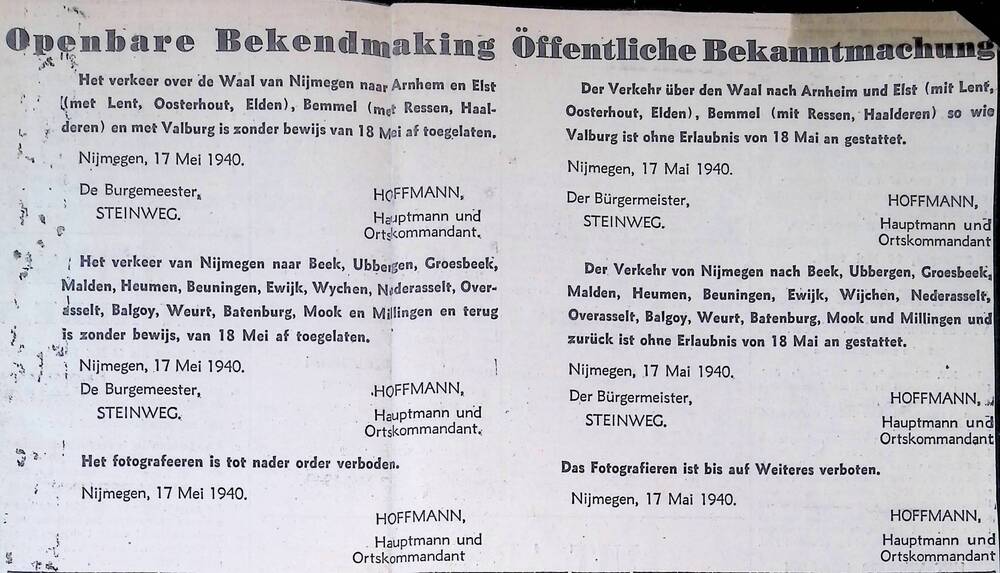 Openbare Bekendmaking
Het verkeer over de Waal van Nijmegen naar Arnhem en Elst
(met Lent, Oosterhout, Elden), Bemmel (met Ressen, Haal-
deren) en met Valburg is zonder bewijs van 18 Mei af toegelaten.
Nijmegen, 17 Mei 1940.
De Burgemeester,
STEINWEG.
HOFFMANN,
Hauptmann und
Ortskommandant.
Het verkeer van Nijmegen naar Beek, Ubbergen, Groesbeek,
Malden, Heumen, Beuningen, Ewijk, Wychen, Nederasselt, Over-
asselt, Balgoy, Weurt, Batenburg, Mook en Millingen en terug
is zonder bewijs, van 18 Mei af toegelaten.
Nijmegen, 17 Mei 1940.
De Burgemeester,
STEINWEG.
HOFFMANN,
Hauptmann und
Ortskommandant.
Het fotografeeren is tot nader order verboden.
Nijmegen, 17 Mei 1940.
HOFFMANN,
Hauptmann und
Ortskommandant
Öffentliche Bekanntmachung
Der Verkehr über den Waal nach Arnheim und Elst (mit Lent,
Oosterhout, Elden), Bemmel (mit Ressen, Haalderen) so wie
Valburg ist ohne Erlaubnis von 18 Mai an gestattet.
Nijmegen, 17 Mai 1940.
Der Bürgermeister,
STEINWEG.
HOFFMANN,
Hauptmann und
Ortskommandant
Der Verkehr von Nijmegen nach Beek, Ubbergen, Groesbeek,
Malden, Heumen, Beuningen, Ewijk, Wijchen, Nederasselt,
Overasselt, Balgoy, Weurt, Batenburg, Mook und Millingen und
zurück ist ohne Erlaubnis von 18 Mai an gestattet.
Nijmegen, 17 Mai 1940.
Der Bürgermeister,
STEINWEG.
HOFFMANN,
Hauptmann und
Ortskommandant
Das Fotografieren ist bis auf Weiteres verboten.
Nijmegen, 17 Mai 1940.
HOFFMANN,
Hauptmann und
Ortskommandant